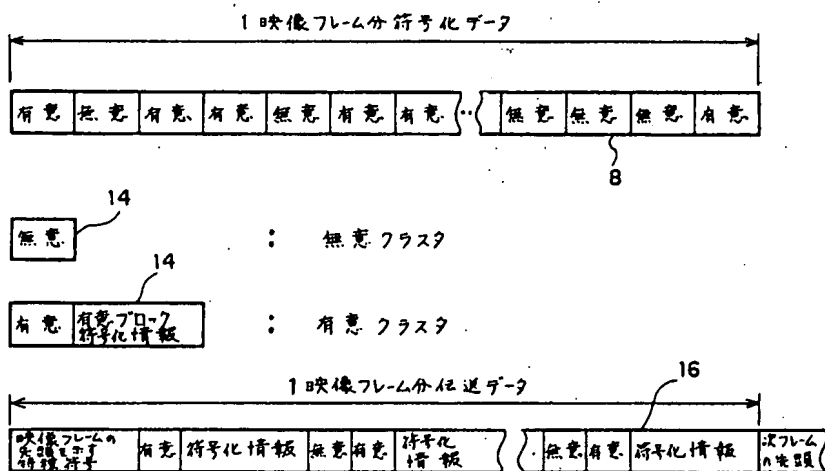 1映像フレーム分符号化データ
有意 無意 有意 有意 無意 有意 有意 ‥ 無意 無意 無意 有意
8
14
無意 : 無意クラスタ
14
有意 有意ブロック符号化情報 : 有意クラスタ
1映像フレーム分伝送データ
16
映像フレームの先頭を示す特殊符号 有意 符号化情報 無意 有意 符号化情報 無意 有意 符号化情報 次フレームの先頭